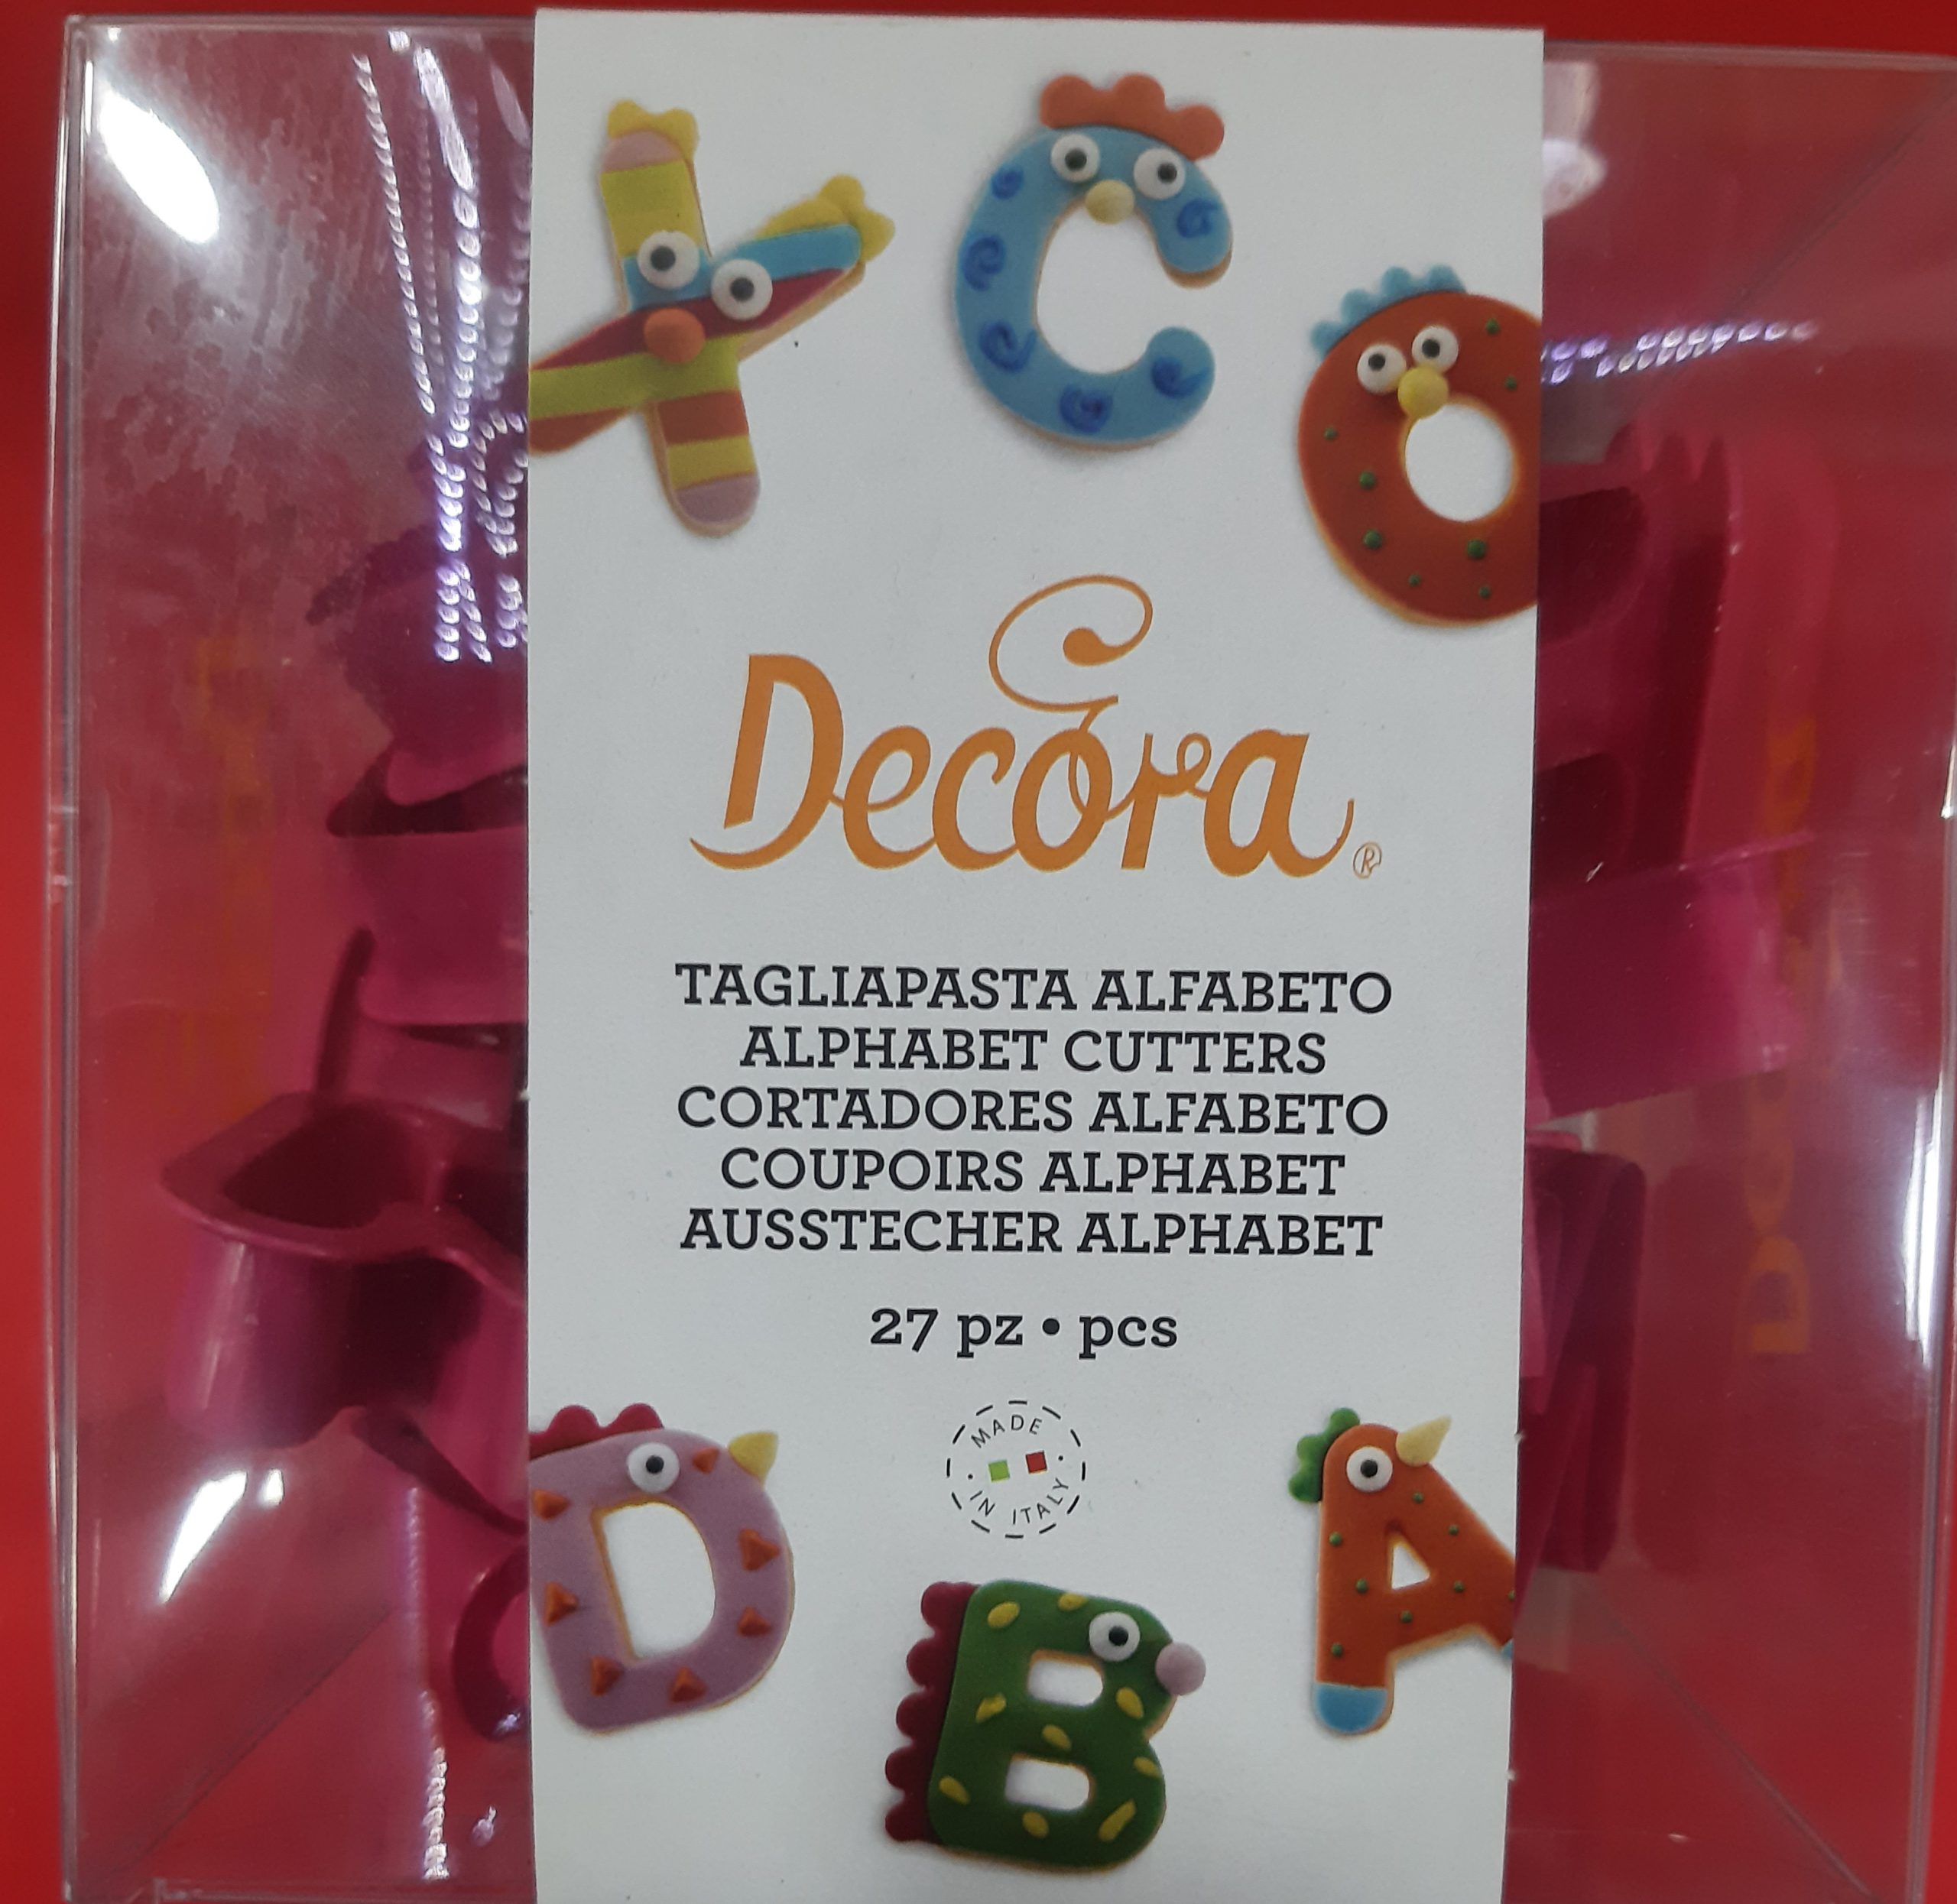 Decora®
TAGLIAPASTA ALFABETO
ALPHABET CUTTERS
CORTADORES ALFABETO
COUPOIRS ALPHABET
AUSSTECHER ALPHABET
27 pz • pcs
MADE
IN ITALY
X
C
O
D
B
A